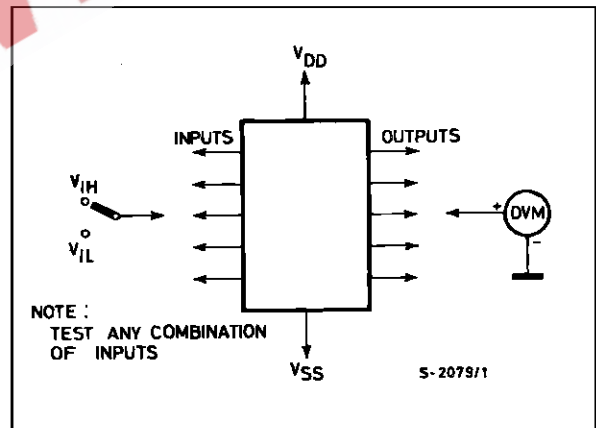 VDD
INPUTS
OUTPUTS
VIH
VIL
+
DVM
-
NOTE :
TEST ANY COMBINATION
OF INPUTS
VSS
S-2079/1